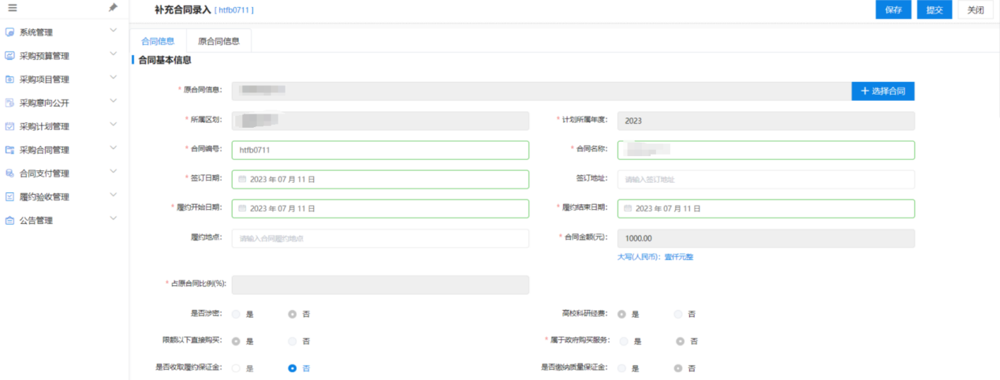 补充合同录入 [ htfb0711 ]
保存
提交
关闭
系统管理
采购预算管理
采购项目管理
采购意向公开
采购计划管理
采购合同管理
合同支付管理
履约验收管理
公告管理
合同信息
原合同信息
合同基本信息
* 原合同信息:
+ 选择合同
* 所属区划:
* 计划所属年度: 2023
* 合同编号: htfb0711
* 合同名称:
* 签订日期: 2023 年 07 月 11 日
签订地址: 请输入签订地址
* 履约开始日期: 2023 年 07 月 11 日
* 履约结束日期: 2023 年 07 月 11 日
履约地点: 请输入合同履约地点
* 合同金额(元): 1000.00
大写(人民币): 壹仟元整
* 占原合同比例(%):
是否涉密: 是 否
高校科研经费: 是 否
限额以下直接购买: 是 否
* 属于政府购买服务: 是 否
是否收取履约保证金: 是 否
是否缴纳质量保证金: 是 否